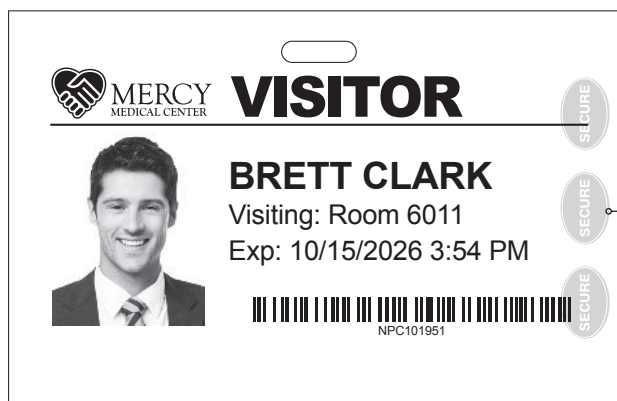 MERCY
MEDICAL CENTER
VISITOR
BRETT CLARK
Visiting: Room 6011
Exp: 10/15/2026 3:54 PM
NPC101951
SECURE
SECURE
SECURE